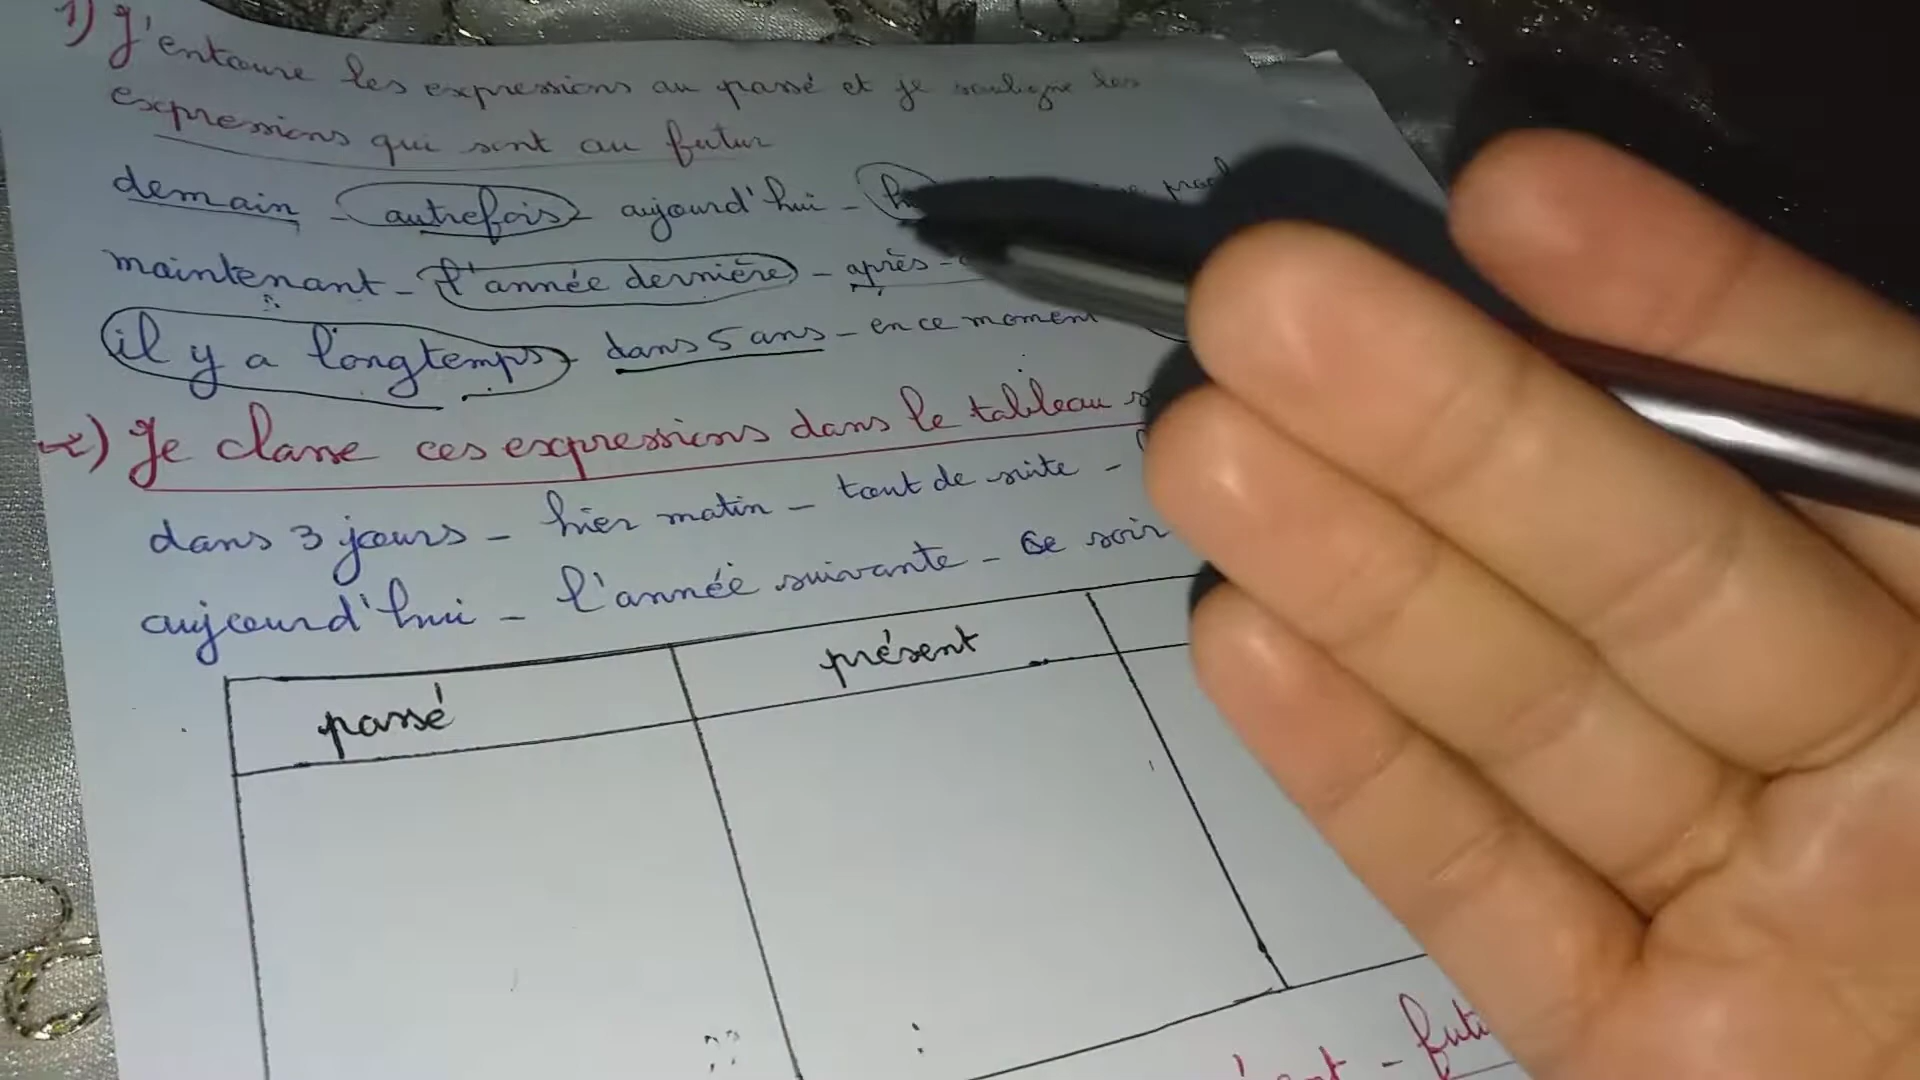 1) J'entoure les expressions au passé et je souligne les
expressions qui sont au futur
demain - autrefois - aujourd'hui -
maintenant - l'année dernière - après-
il y a longtemps - dans 5 ans - en ce moment
2) Je classe ces expressions dans le tableau
dans 3 jours - hier matin - tout de suite -
aujourd'hui - l'année suivante - Ce soir
passé présent